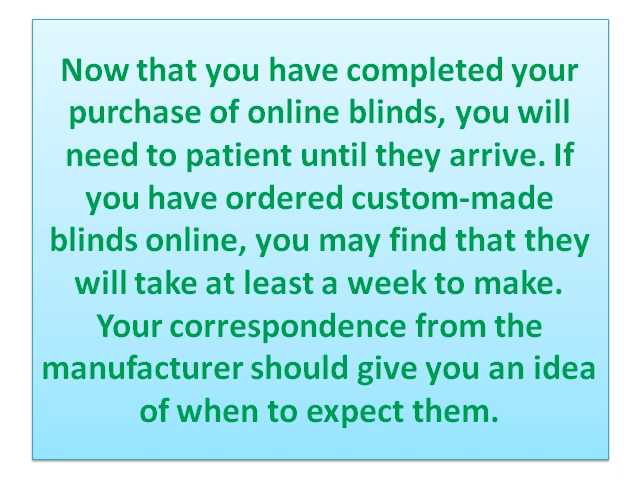 Now that you have completed your
purchase of online blinds, you will
need to patient until they arrive. If
you have ordered custom-made
blinds online, you may find that they
will take at least a week to make.
Your correspondence from the
manufacturer should give you an idea
of when to expect them.